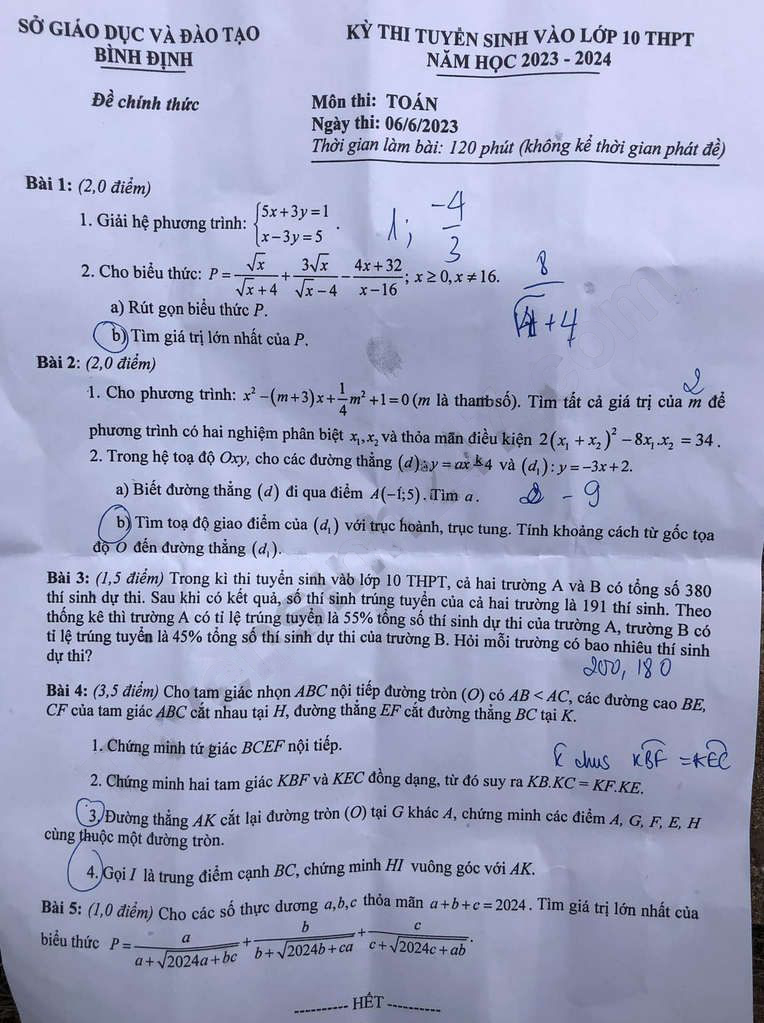 SỞ GIÁO DỤC VÀ ĐÀO TẠO
BÌNH ĐỊNH
Đề chính thức
KỲ THI TUYỂN SINH VÀO LỚP 10 THPT
NĂM HỌC 2023 - 2024
Môn thi: TOÁN
Ngày thi: 06/6/2023
Thời gian làm bài: 120 phút (không kể thời gian phát đề)
Bài 1: (2,0 điểm)
1. Giải hệ phương trình: {5x+3y=1
x−3y=5 .
1; -4/3
2. Cho biểu thức: P = √x/(√x+4) + 3√x/(√x−4) − (4x+32)/(x−16); x ≥ 0, x ≠ 16.
8
+ 4
a) Rút gọn biểu thức P.
b) Tìm giá trị lớn nhất của P.
Bài 2: (2,0 điểm)
2
1. Cho phương trình: x² −(m+3)x + 1/4 m² +1 = 0 (m là tham số). Tìm tất cả giá trị của m để
phương trình có hai nghiệm phân biệt x₁, x₂ và thỏa mãn điều kiện 2(x₁ + x₂)² − 8x₁.x₂ = 34 .
2. Trong hệ toạ độ Oxy, cho các đường thẳng (d): y = ax − 4 và (d₁): y = −3x + 2.
a) Biết đường thẳng (d) đi qua điểm A(−1;5). Tìm a .
- 9
b) Tìm toạ độ giao điểm của (d₁) với trục hoành, trục tung. Tính khoảng cách từ gốc tọa
độ O đến đường thẳng (d₁).
Bài 3: (1,5 điểm) Trong kì thi tuyển sinh vào lớp 10 THPT, cả hai trường A và B có tổng số 380
thí sinh dự thi. Sau khi có kết quả, số thí sinh trúng tuyển của cả hai trường là 191 thí sinh. Theo
thống kê thì trường A có tỉ lệ trúng tuyển là 55% tổng số thí sinh dự thi của trường A, trường B có
tỉ lệ trúng tuyển là 45% tổng số thí sinh dự thi của trường B. Hỏi mỗi trường có bao nhiêu thí sinh
dự thi?
200, 180
Bài 4: (3,5 điểm) Cho tam giác nhọn ABC nội tiếp đường tròn (O) có AB < AC, các đường cao BE,
CF của tam giác ABC cắt nhau tại H, đường thẳng EF cắt đường thẳng BC tại K.
1. Chứng minh tứ giác BCEF nội tiếp.
K̂ chus KBF = KEC
2. Chứng minh hai tam giác KBF và KEC đồng dạng, từ đó suy ra KB.KC = KF.KE.
3. Đường thẳng AK cắt lại đường tròn (O) tại G khác A, chứng minh các điểm A, G, F, E, H
cùng thuộc một đường tròn.
4. Gọi I là trung điểm cạnh BC, chứng minh HI vuông góc với AK.
Bài 5: (1,0 điểm) Cho các số thực dương a,b,c thỏa mãn a+b+c = 2024 . Tìm giá trị lớn nhất của
biểu thức P = a/(a+√(2024a+bc)) + b/(b+√(2024b+ca)) + c/(c+√(2024c+ab)) .
---------- HẾT ----------